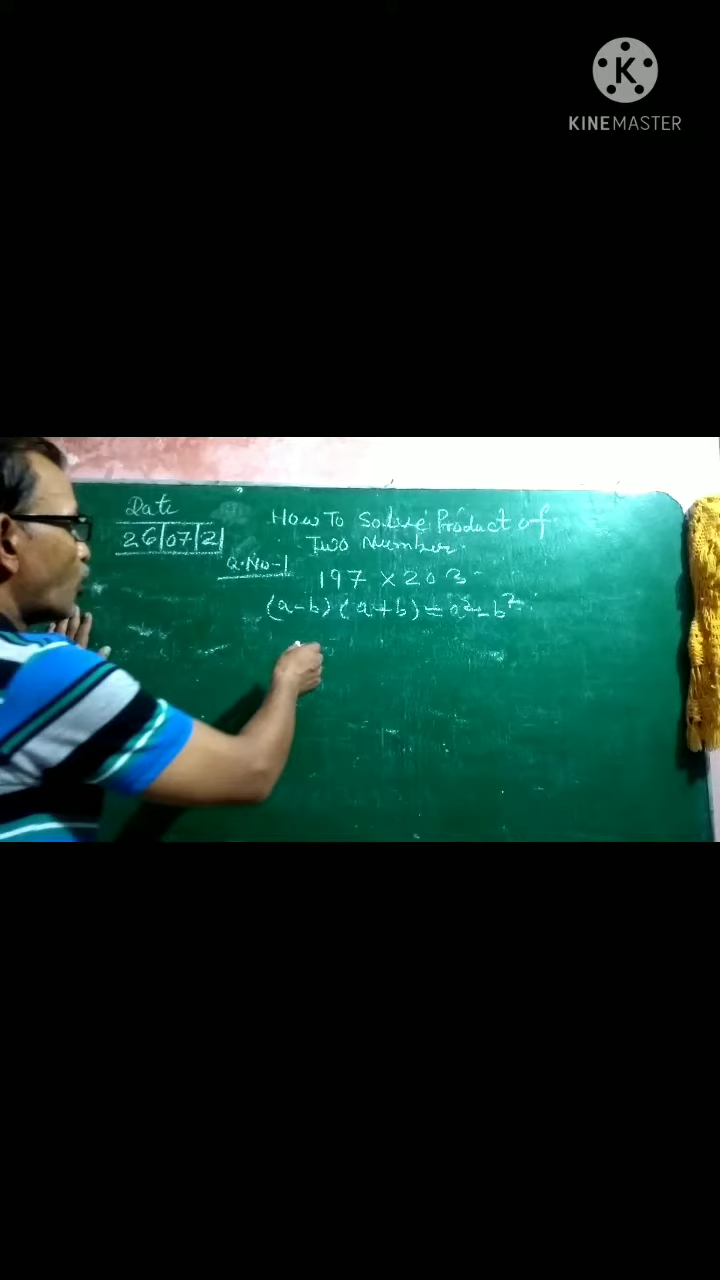 KINEMASTER
Date
26/07/21
How To Solve Product of
Two Number.
Q.No-1
197 × 203
(a-b) (a+b) = a²-b²